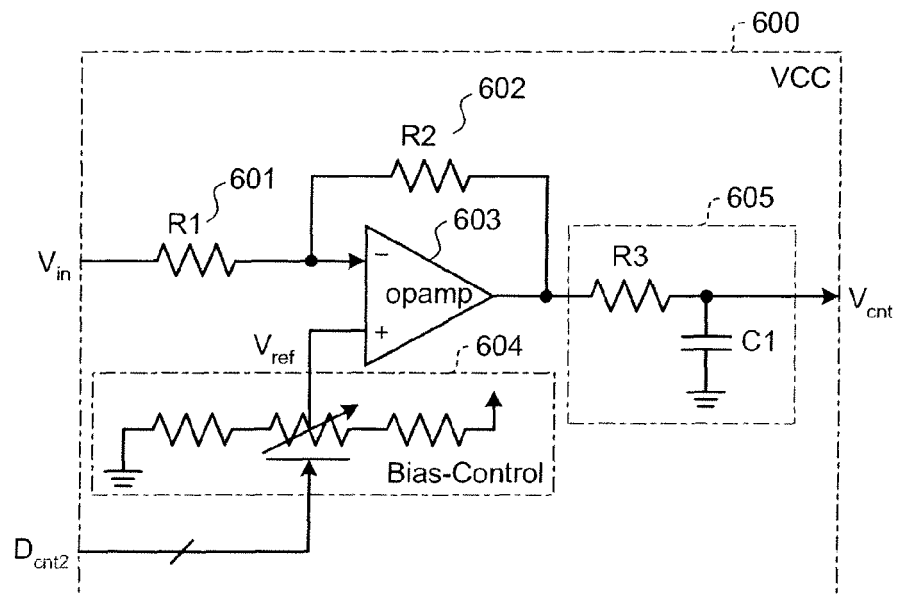 600
VCC
602
R2
601
R1
603
605
R3
V_in
−
opamp
+
V_cnt
C1
V_ref
604
Bias-Control
D_cnt2